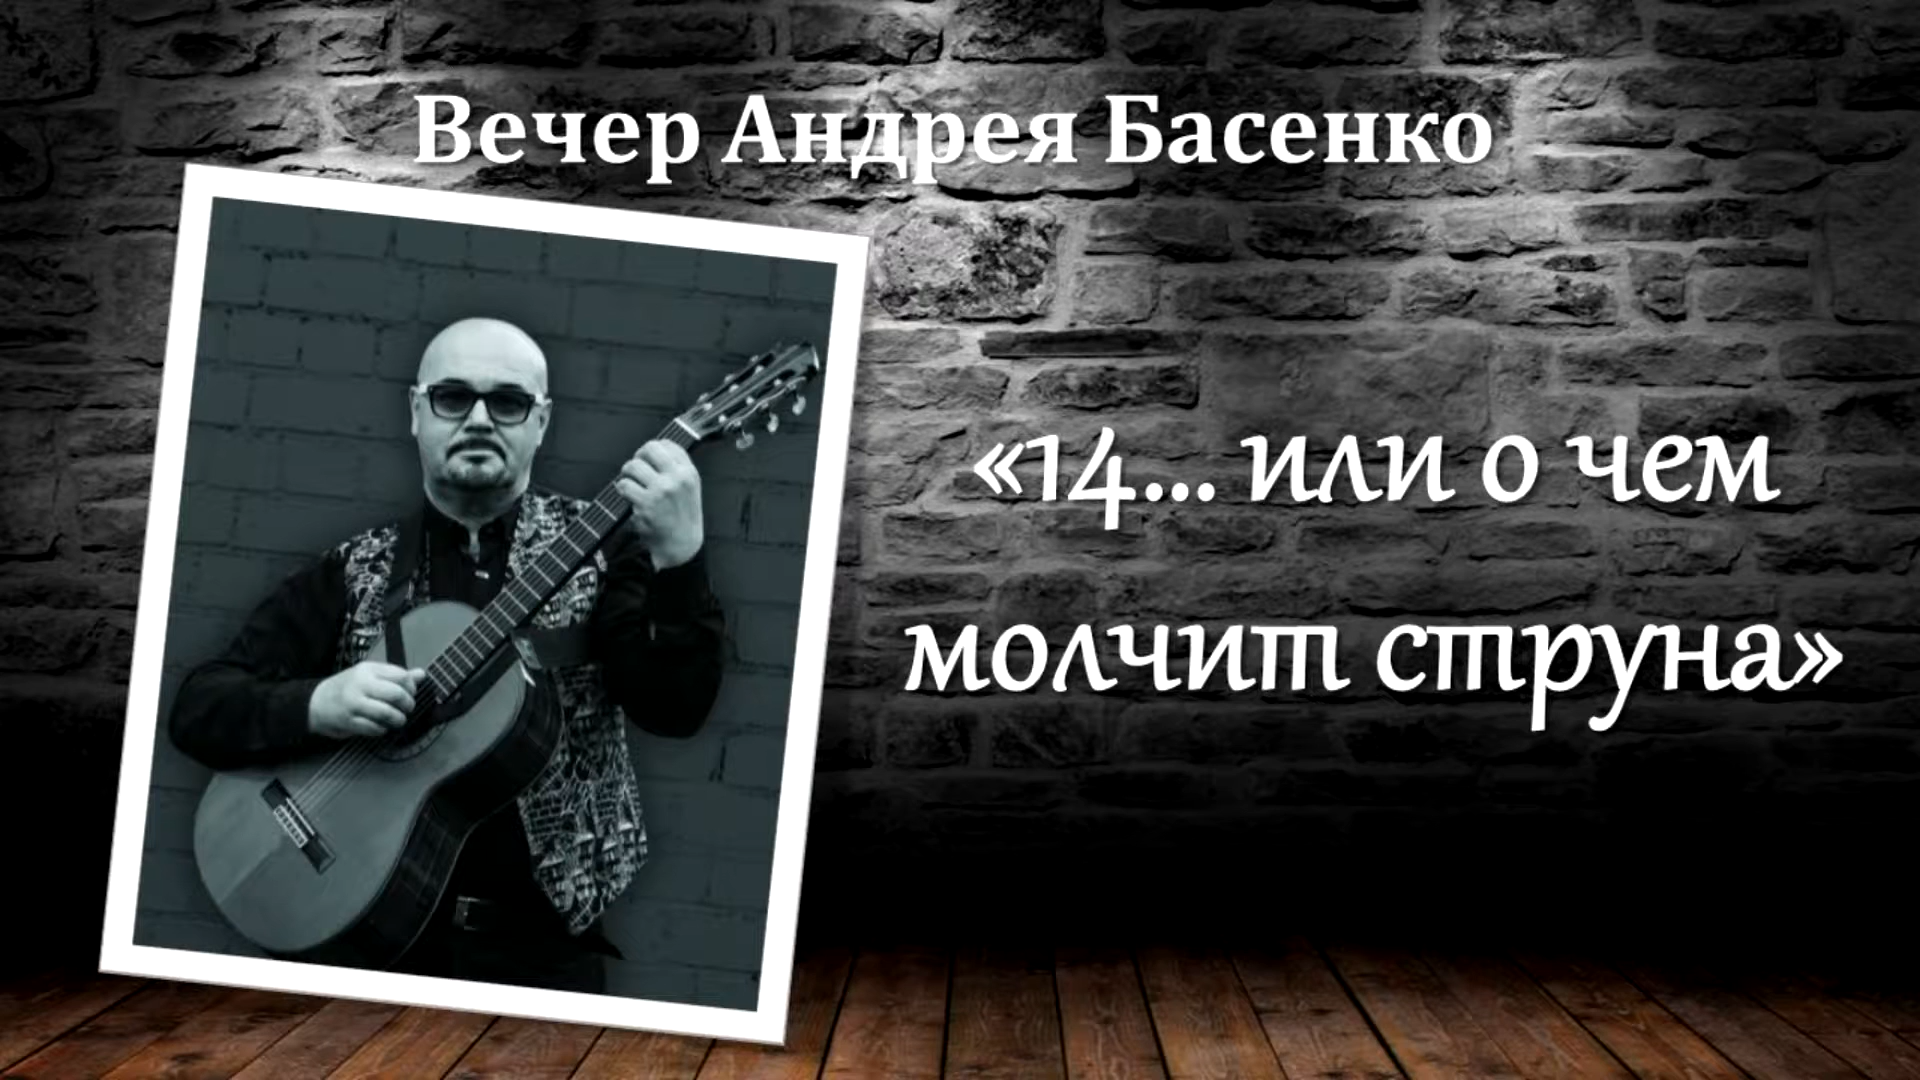 Вечер Андрея Басенко
«14... или о чем
молчит струна»